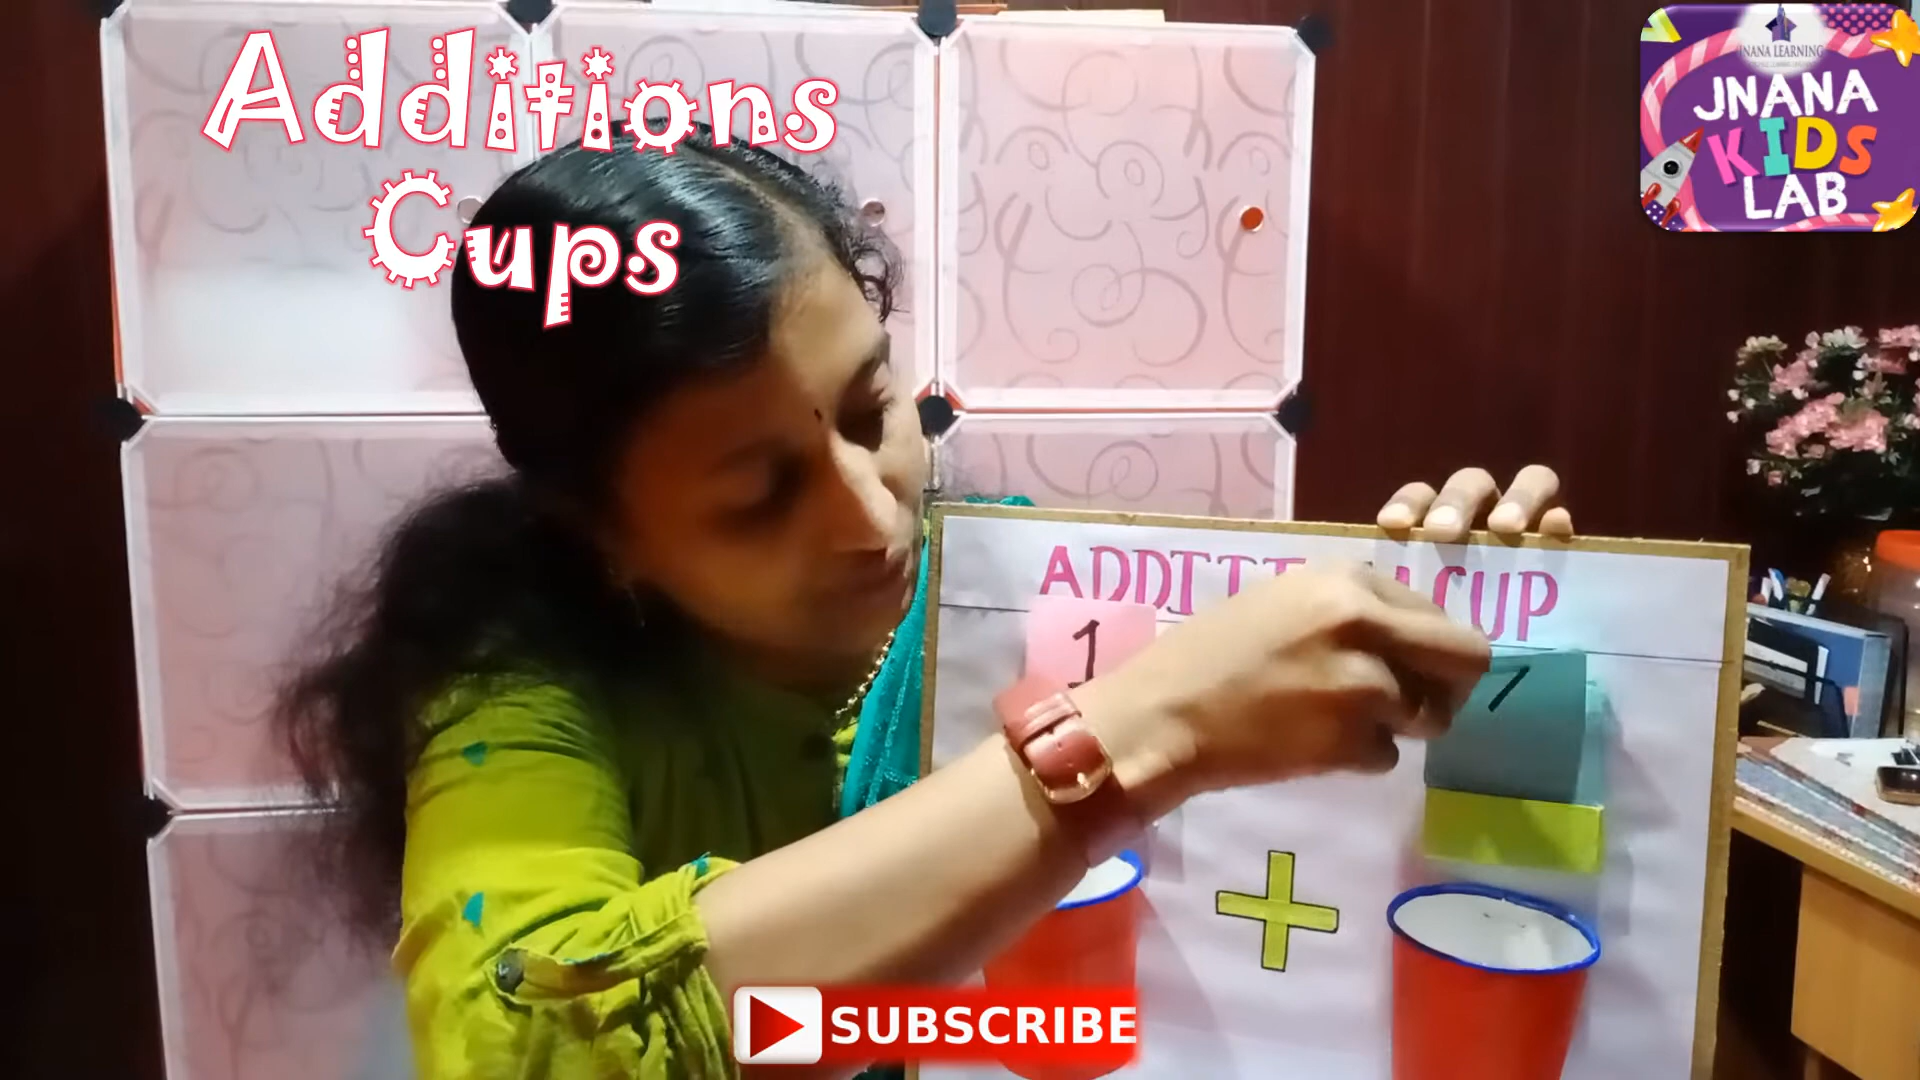 Additions
Cups
JNANA LEARNING
JNANA
KIDS
LAB
CUP
1
7
SUBSCRIBE